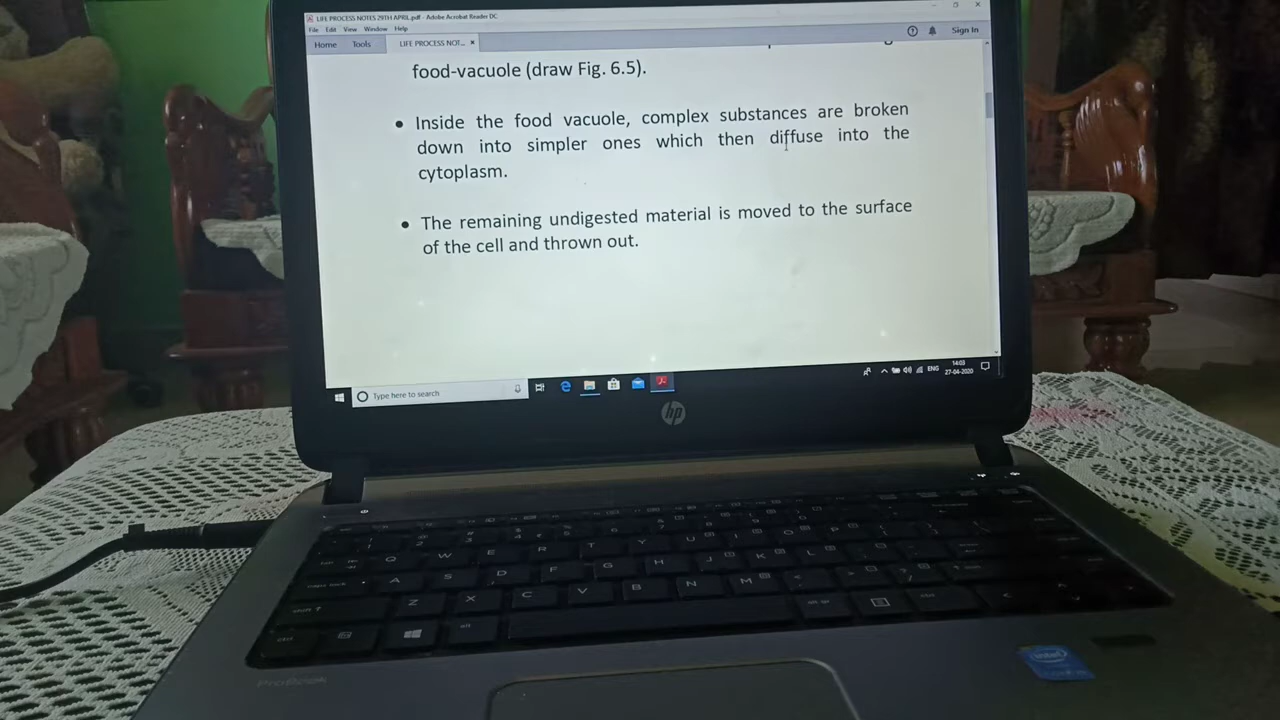 LIFE PROCESS NOTES 29TH APRIL.pdf - Adobe Acrobat Reader DC
File Edit View Window Help
Home Tools LIFE PROCESS NOT... × Sign In
food-vacuole (draw Fig. 6.5).
• Inside the food vacuole, complex substances are broken
down into simpler ones which then diffuse into the
cytoplasm.
• The remaining undigested material is moved to the surface
of the cell and thrown out.
Type here to search
ENG
14:03
27-04-2020
hp
Q W E R T Y U I O P
A S D F G H J K L
Z X C V B N M
ProBook
intel